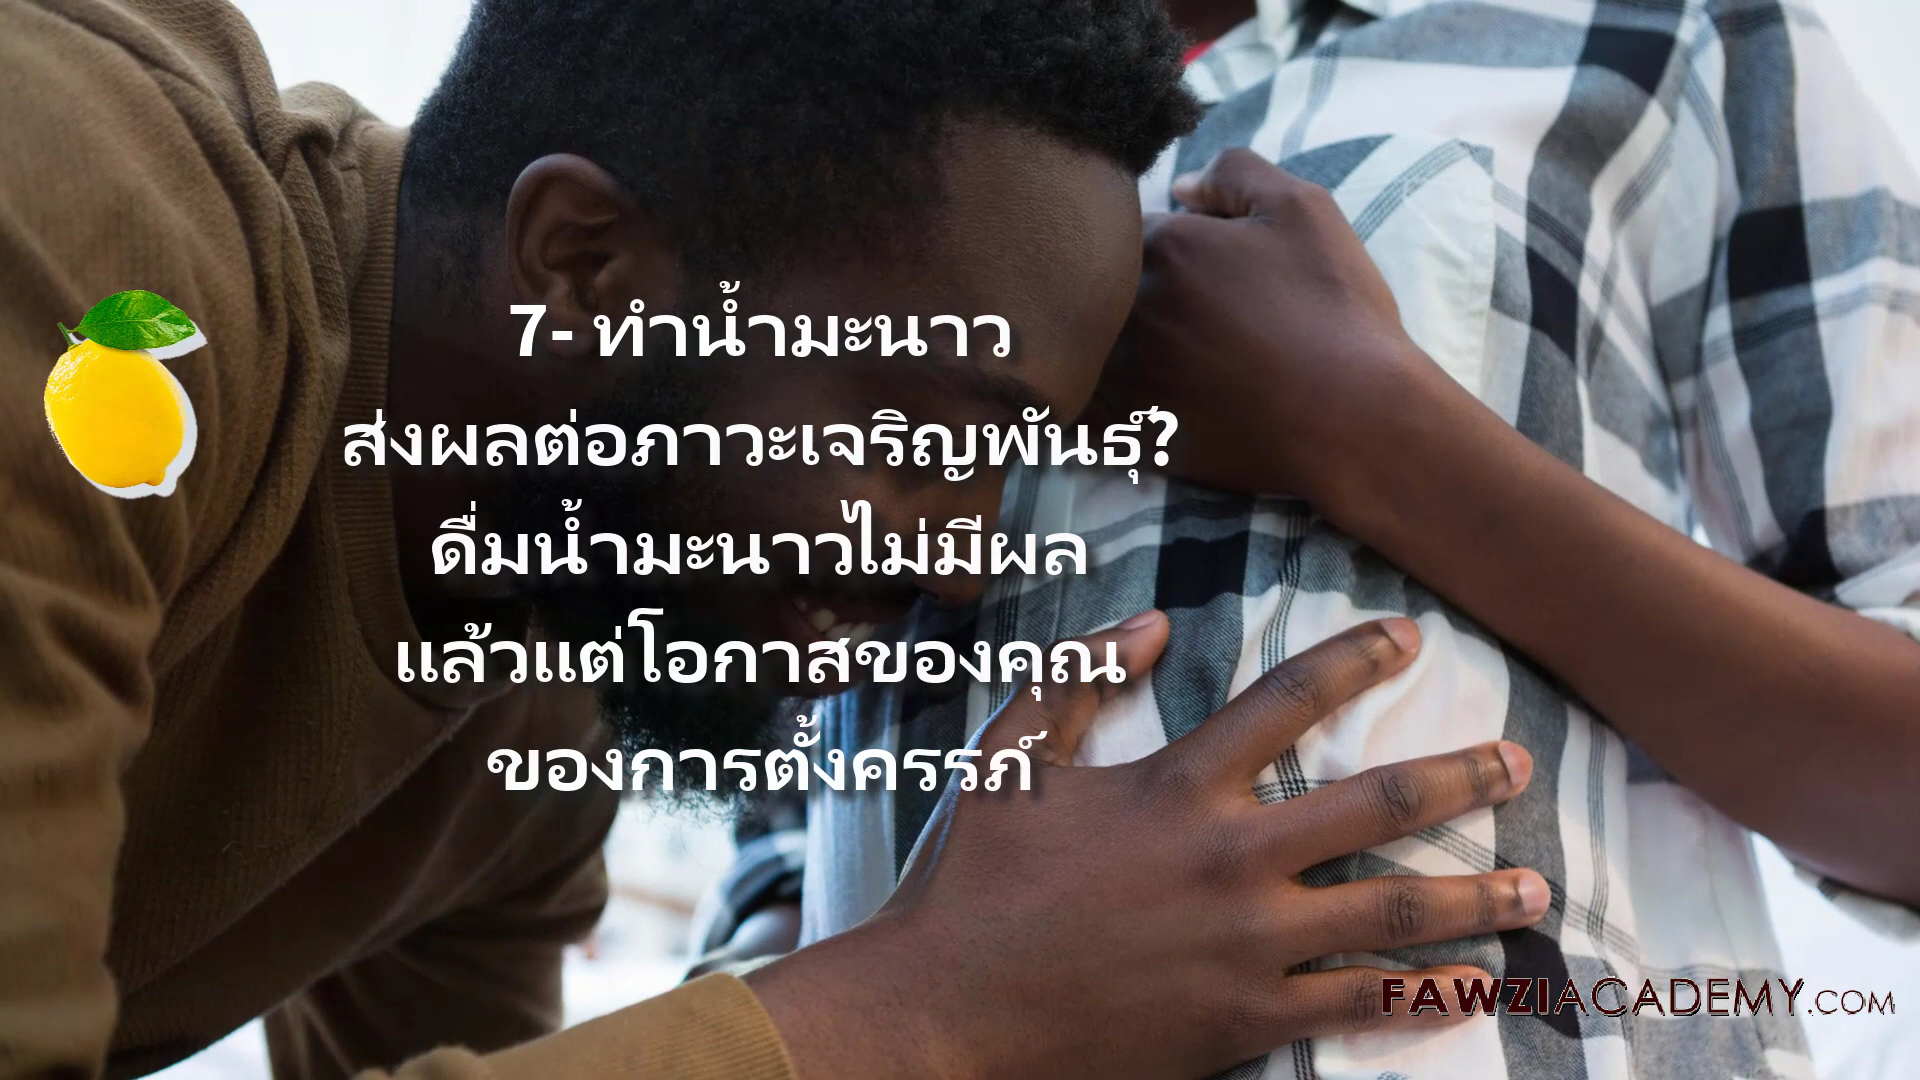 7- ทำน้ำมะนาว
ส่งผลต่อภาวะเจริญพันธุ์?
ดื่มน้ำมะนาวไม่มีผล
แล้วแต่โอกาสของคุณ
ของการตั้งครรภ์
FAWZIACADEMY.COM